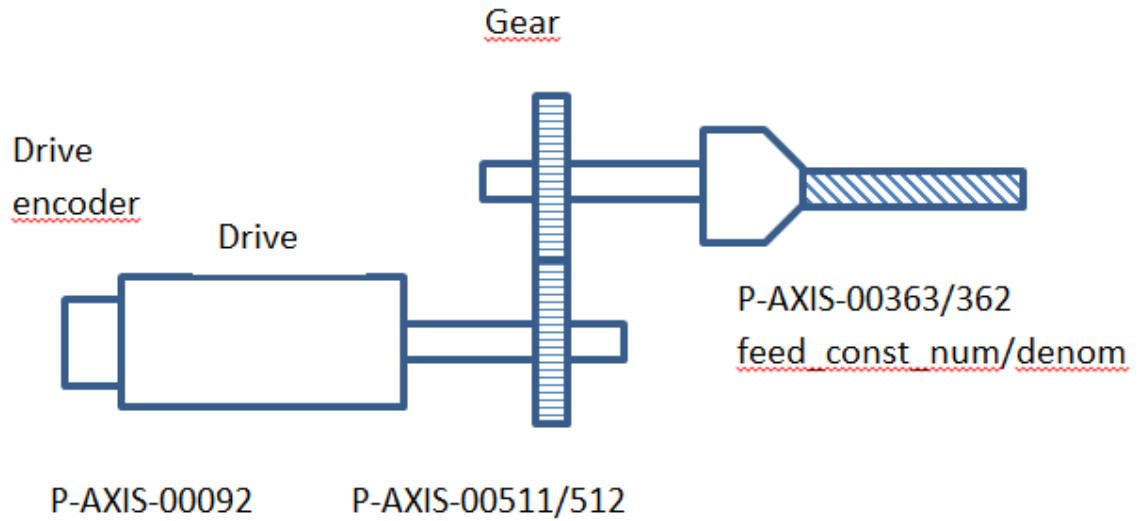 Gear
Drive
encoder
Drive
P-AXIS-00363/362
feed_const_num/denom
P-AXIS-00092
P-AXIS-00511/512